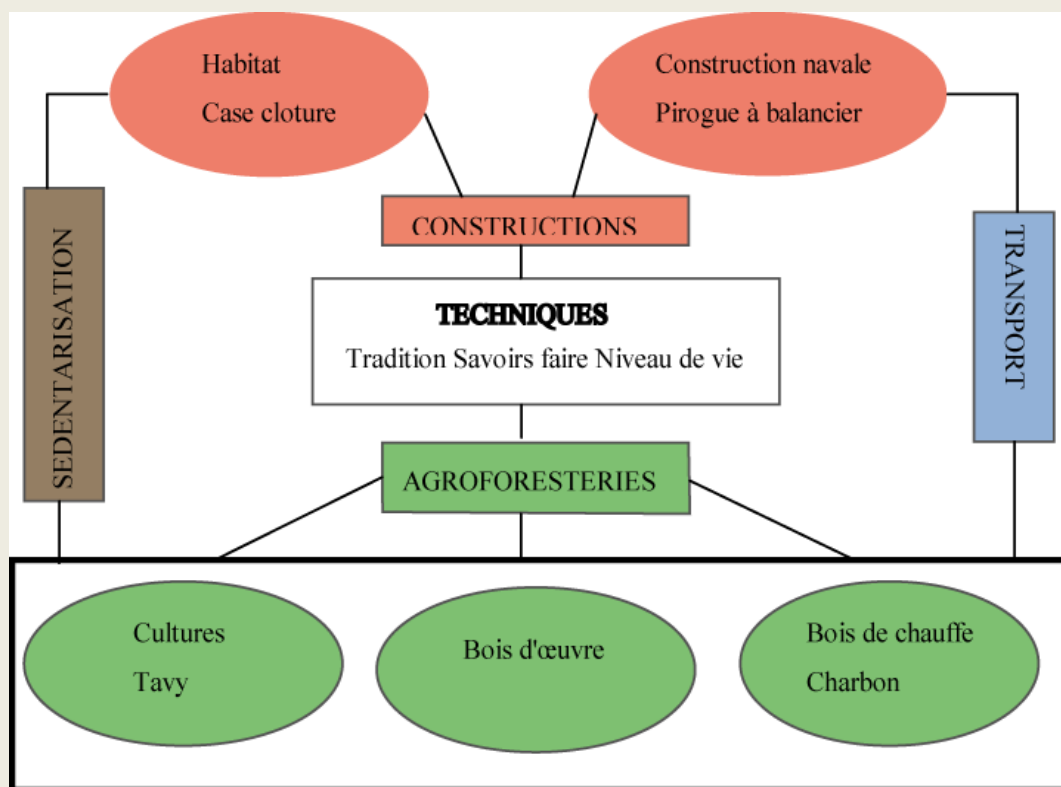 Habitat
Case cloture
Construction navale
Pirogue à balancier
SEDENTARISATION
CONSTRUCTIONS
TRANSPORT
TECHNIQUES
Tradition Savoirs faire Niveau de vie
AGROFORESTERIES
Cultures
Tavy
Bois d'œuvre
Bois de chauffe
Charbon